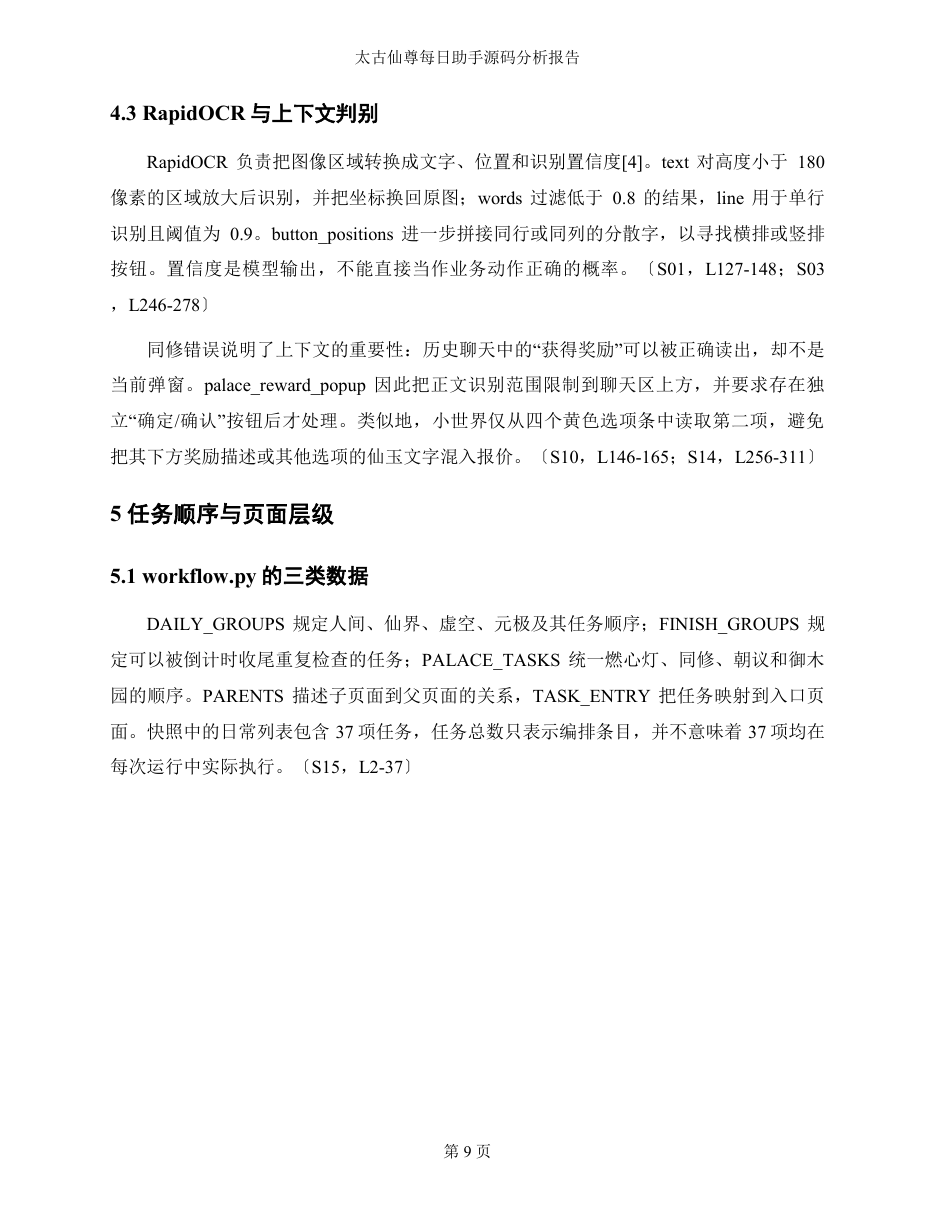 太古仙尊每日助手源码分析报告
4.3 RapidOCR 与上下文判别
RapidOCR 负责把图像区域转换成文字、位置和识别置信度[4]。text 对高度小于 180
像素的区域放大后识别，并把坐标换回原图；words 过滤低于 0.8 的结果，line 用于单行
识别且阈值为 0.9。button_positions 进一步拼接同行或同列的分散字，以寻找横排或竖排
按钮。置信度是模型输出，不能直接当作业务动作正确的概率。〔S01，L127-148；S03
，L246-278〕
同修错误说明了上下文的重要性：历史聊天中的“获得奖励”可以被正确读出，却不是
当前弹窗。palace_reward_popup 因此把正文识别范围限制到聊天区上方，并要求存在独
立“确定/确认”按钮后才处理。类似地，小世界仅从四个黄色选项条中读取第二项，避免
把其下方奖励描述或其他选项的仙玉文字混入报价。〔S10，L146-165；S14，L256-311〕
5 任务顺序与页面层级
5.1 workflow.py 的三类数据
DAILY_GROUPS 规定人间、仙界、虚空、元极及其任务顺序；FINISH_GROUPS 规
定可以被倒计时收尾重复检查的任务；PALACE_TASKS 统一燃心灯、同修、朝议和御木
园的顺序。PARENTS 描述子页面到父页面的关系，TASK_ENTRY 把任务映射到入口页
面。快照中的日常列表包含 37 项任务，任务总数只表示编排条目，并不意味着 37 项均在
每次运行中实际执行。〔S15，L2-37〕
第 9 页